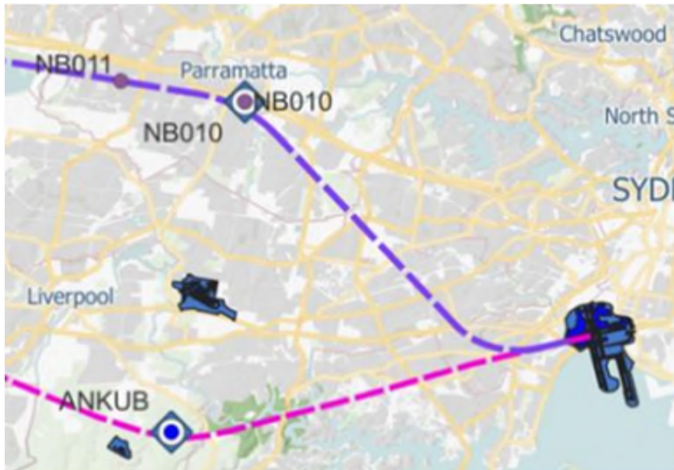 Chatswood
NB011
Parramatta
NB010
North S
NB010
SYD
Liverpool
ANKUB